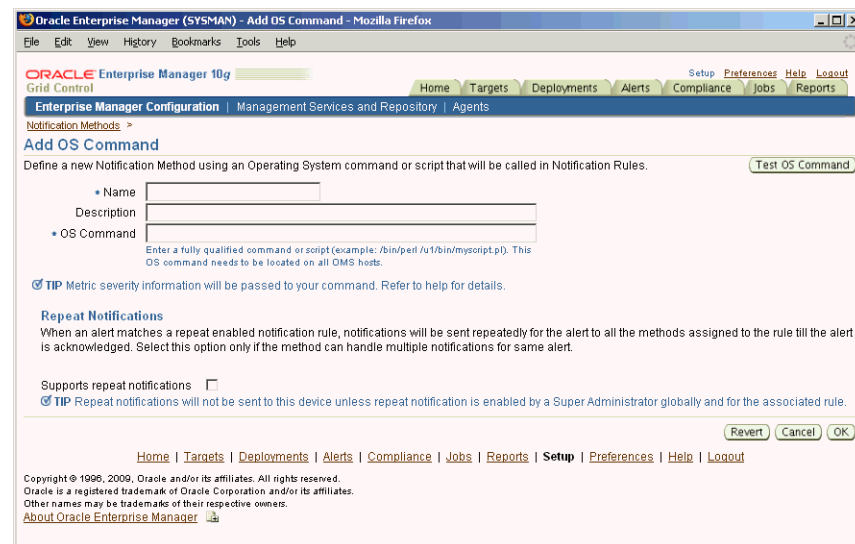 Oracle Enterprise Manager (SYSMAN) - Add OS Command - Mozilla Firefox
File Edit View History Bookmarks Tools Help
ORACLE Enterprise Manager 10g
Grid Control
Setup Preferences Help Logout
Home Targets Deployments Alerts Compliance Jobs Reports
Enterprise Manager Configuration | Management Services and Repository | Agents
Notification Methods >
Add OS Command
Define a new Notification Method using an Operating System command or script that will be called in Notification Rules.
Test OS Command
* Name
Description
* OS Command
Enter a fully qualified command or script (example: /bin/perl /u1/bin/myscript.pl). This
OS command needs to be located on all OMS hosts.
TIP Metric severity information will be passed to your command. Refer to help for details.
Repeat Notifications
When an alert matches a repeat enabled notification rule, notifications will be sent repeatedly for the alert to all the methods assigned to the rule till the alert
is acknowledged. Select this option only if the method can handle multiple notifications for same alert.
Supports repeat notifications
TIP Repeat notifications will not be sent to this device unless repeat notification is enabled by a Super Administrator globally and for the associated rule.
Revert Cancel OK
Home | Targets | Deployments | Alerts | Compliance | Jobs | Reports | Setup | Preferences | Help | Logout
Copyright © 1996, 2009, Oracle and/or its affiliates. All rights reserved.
Oracle is a registered trademark of Oracle Corporation and/or its affiliates.
Other names may be trademarks of their respective owners.
About Oracle Enterprise Manager